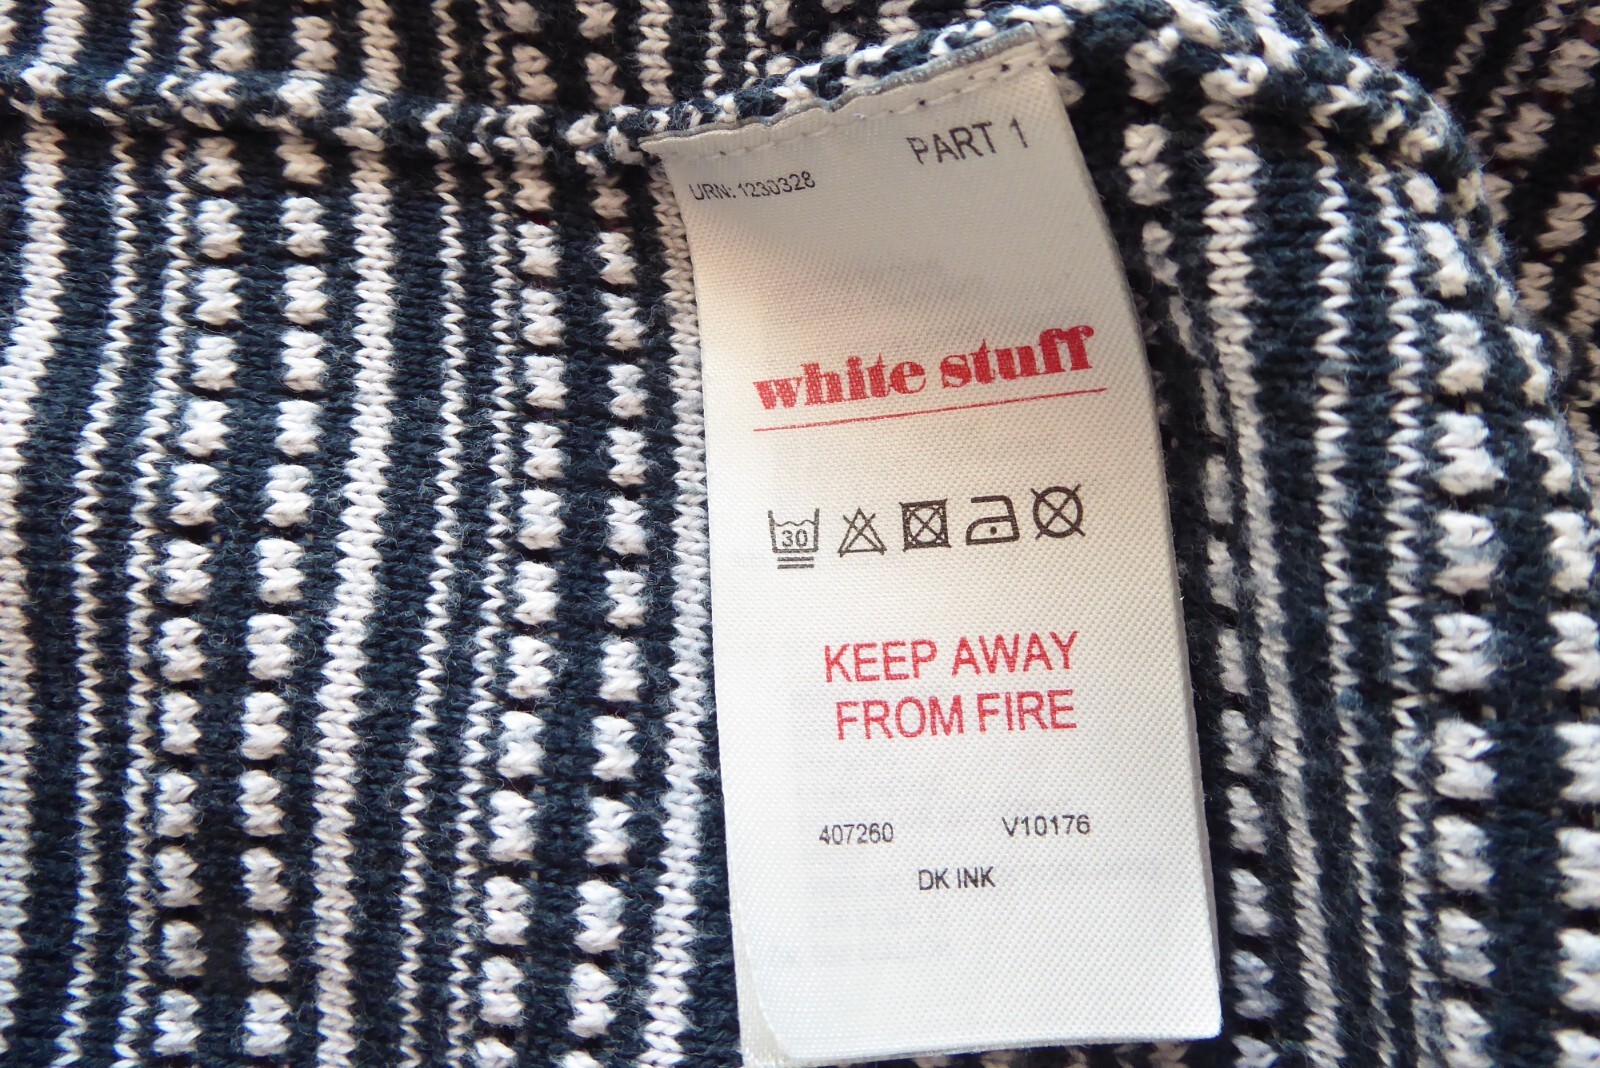 PART 1
URN: 1230328
white stuff
30
KEEP AWAY
FROM FIRE
407260 V10176
DK INK